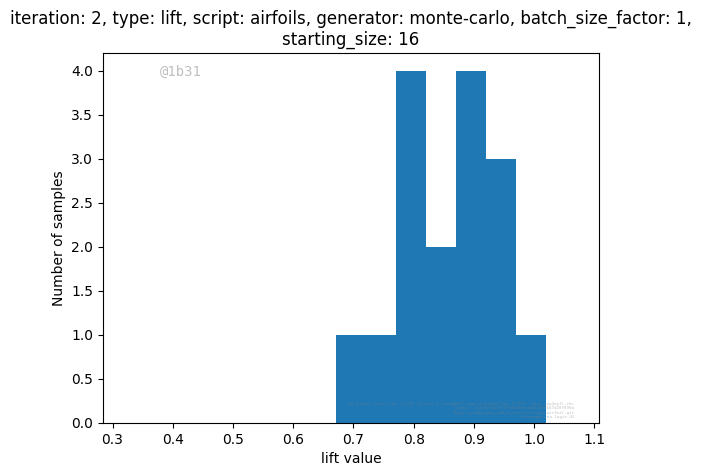 iteration: 2, type: lift, script: airfoils, generator: monte-carlo, batch_size_factor: 1,
starting_size: 16
@1b31
4.0
3.5
3.0
2.5
2.0
1.5
1.0
0.5
0.0
Number of samples
0.3 0.4 0.5 0.6 0.7 0.8 0.9 1.0 1.1
lift value